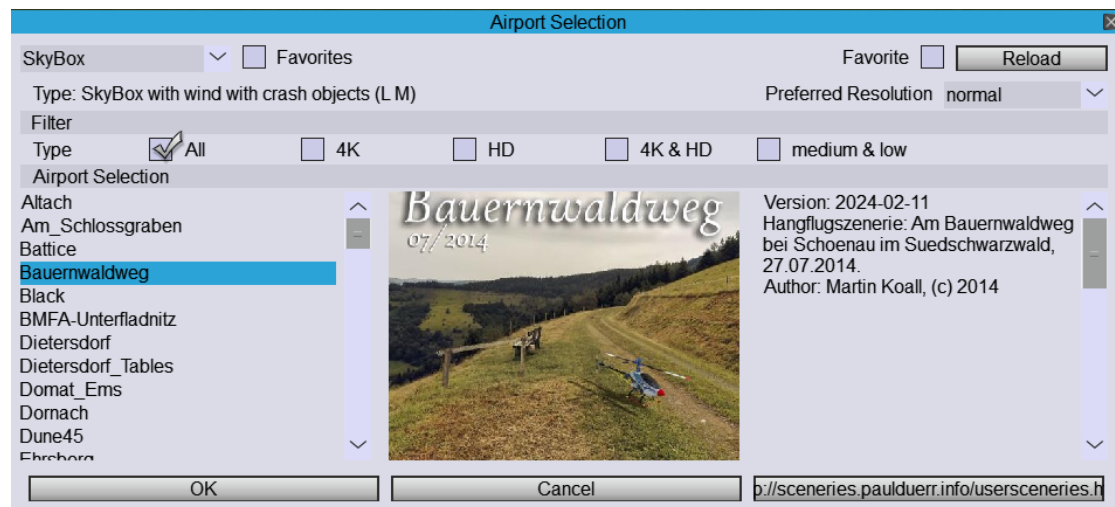 Airport Selection
SkyBox
Favorites
Favorite
Reload
Type: SkyBox with wind with crash objects (L M)
Preferred Resolution normal
Filter
Type All 4K HD 4K & HD medium & low
Airport Selection
Altach
Am_Schlossgraben
Battice
Bauernwaldweg
Black
BMFA-Unterfladnitz
Dietersdorf
Dietersdorf_Tables
Domat_Ems
Dornach
Dune45
Ehrsberg
Bauernwaldweg
07/2014
Version: 2024-02-11
Hangflugszenerie: Am Bauernwaldweg
bei Schoenau im Suedschwarzwald,
27.07.2014.
Author: Martin Koall, (c) 2014
OK
Cancel
p://sceneries.paulduerr.info/usersceneries.h